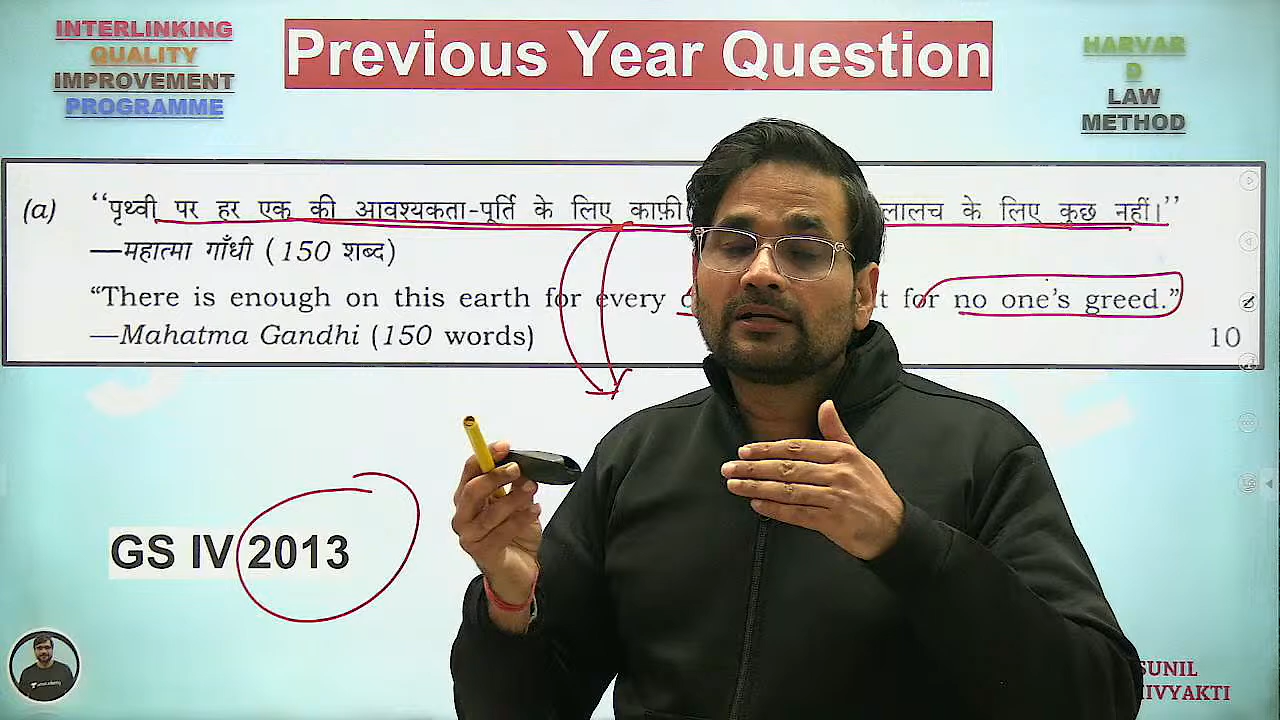 INTERLINKING
QUALITY
IMPROVEMENT
PROGRAMME
Previous Year Question
HARVAR
D
LAW
METHOD
(a) “पृथ्वी पर हर एक की आवश्यकता-पूर्ति के लिए काफ़ी लालच के लिए कुछ नहीं।”
—महात्मा गाँधी (150 शब्द)
“There is enough on this earth for every for no one's greed.”
—Mahatma Gandhi (150 words) 10
GS IV 2013
SUNIL